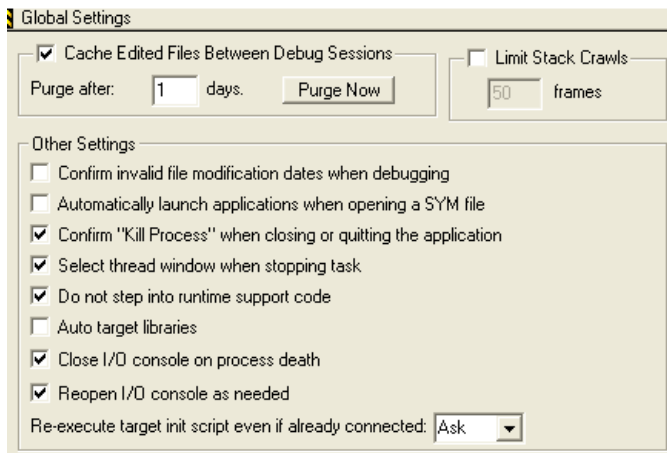 Global Settings
Cache Edited Files Between Debug Sessions
Purge after: 1 days. Purge Now
Limit Stack Crawls
50 frames
Other Settings
Confirm invalid file modification dates when debugging
Automatically launch applications when opening a SYM file
Confirm "Kill Process" when closing or quitting the application
Select thread window when stopping task
Do not step into runtime support code
Auto target libraries
Close I/O console on process death
Reopen I/O console as needed
Re-execute target init script even if already connected: Ask